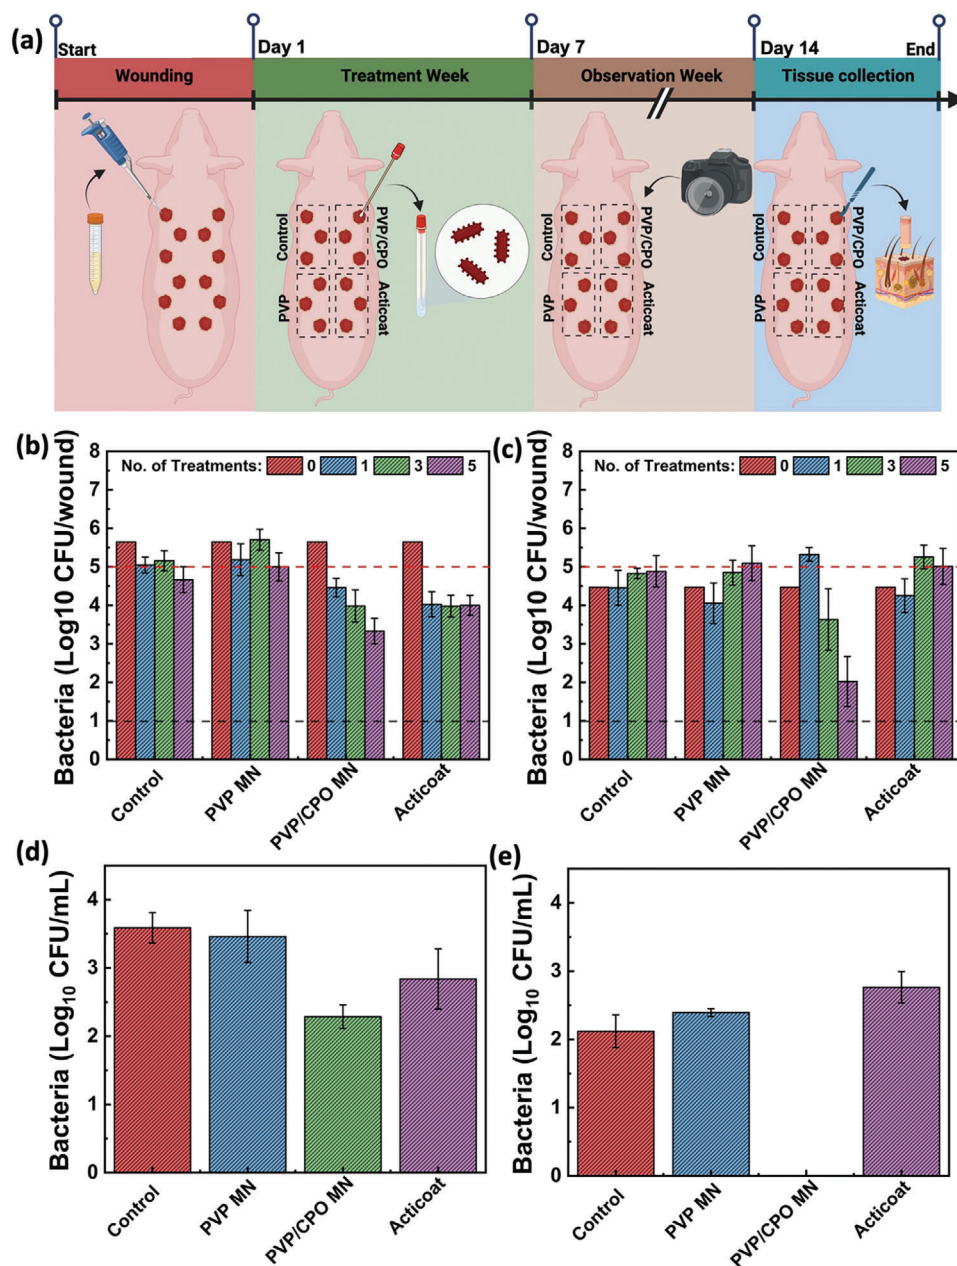 (a)
Start
Day 1
Day 7
Day 14
End
Wounding
Treatment Week
Observation Week
Tissue collection
Control
PVP/CPO
PVP
Acticoat
Control
PVP/CPO
PVP
Acticoat
Control
PVP/CPO
PVP
Acticoat
(b)
Bacteria (Log10 CFU/wound)
8
7
6
5
4
3
2
1
0
No. of Treatments: 0 1 3 5
Control
PVP MN
PVP/CPO MN
Acticoat
(c)
Bacteria (Log10 CFU/wound)
8
7
6
5
4
3
2
1
0
No. of Treatments: 0 1 3 5
Control
PVP MN
PVP/CPO MN
Acticoat
(d)
Bacteria (Log10 CFU/mL)
4
3
2
1
0
Control
PVP MN
PVP/CPO MN
Acticoat
(e)
Bacteria (Log10 CFU/mL)
4
3
2
1
0
Control
PVP MN
PVP/CPO MN
Acticoat